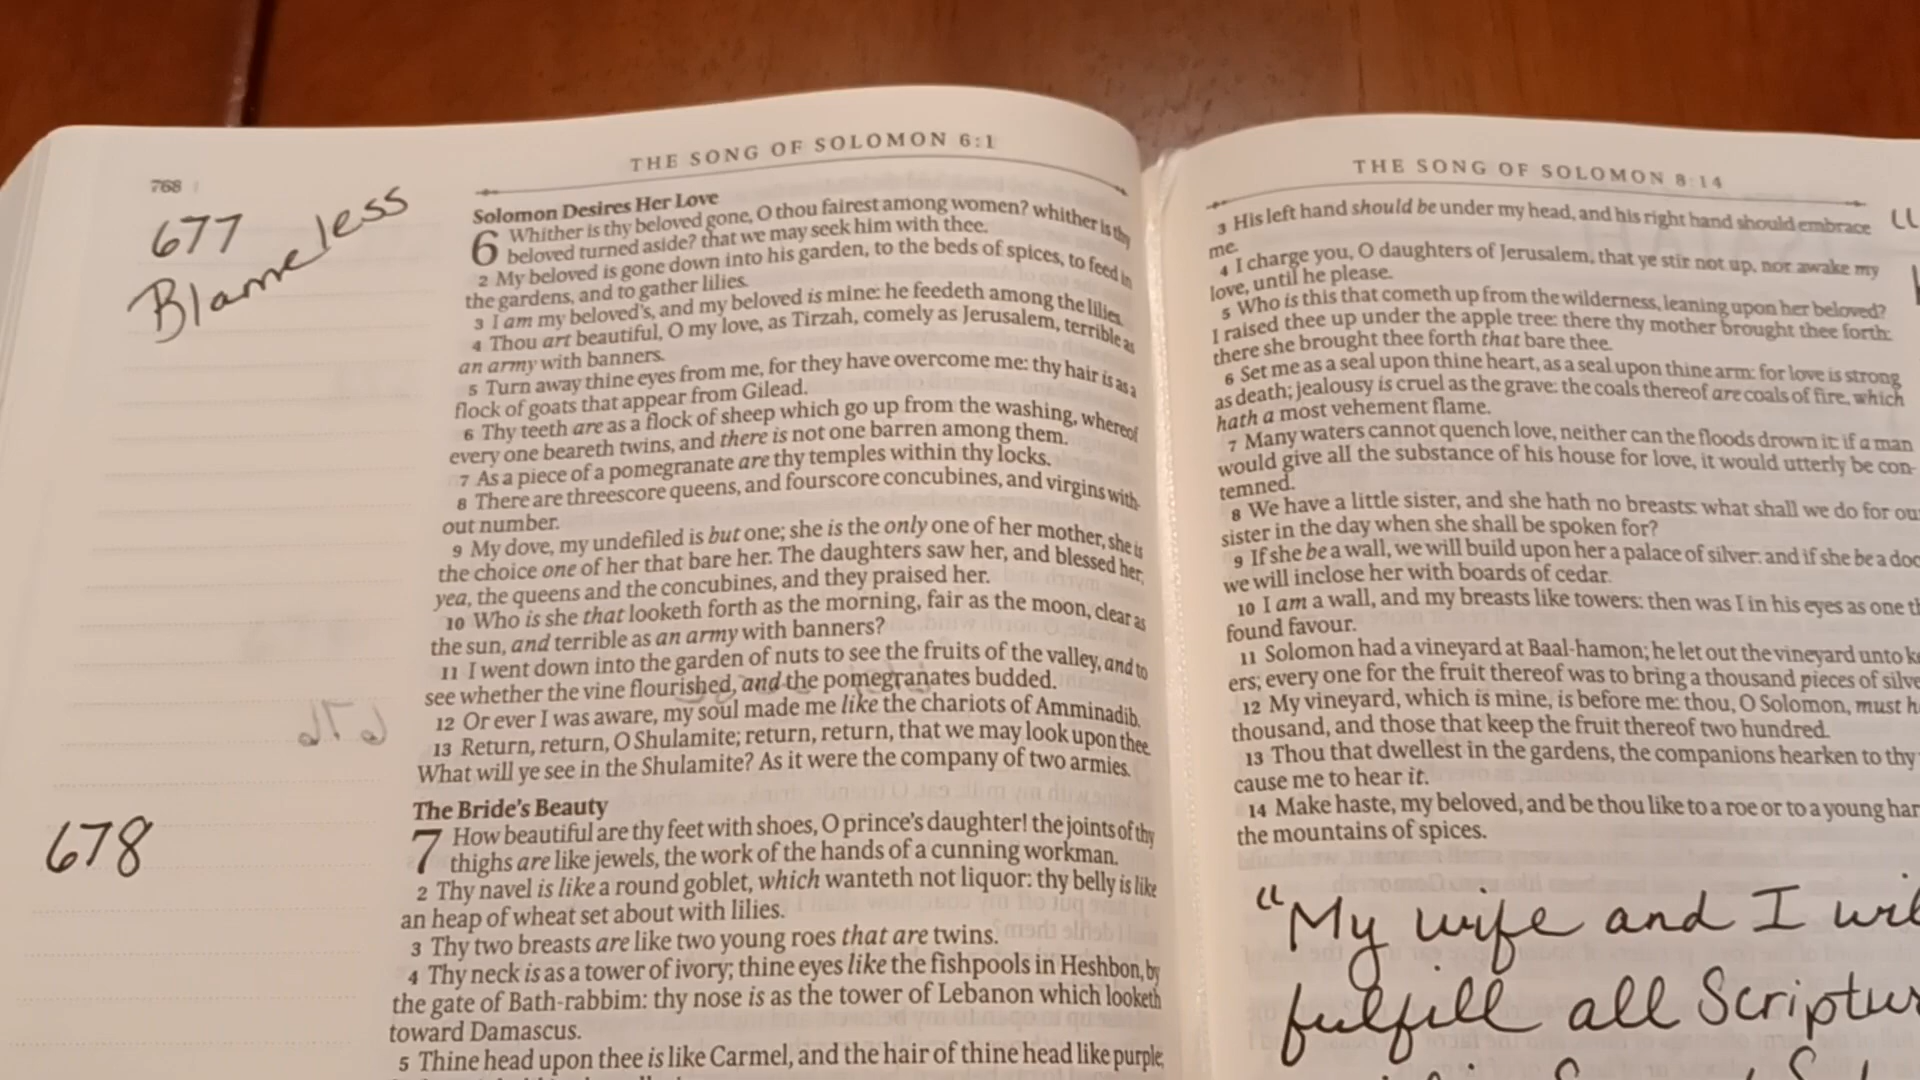 THE SONG OF SOLOMON 6:1
768
677
Blameless
678
Solomon Desires Her Love
6 Whither is thy beloved gone, O thou fairest among women? whither is thy
beloved turned aside? that we may seek him with thee.
2 My beloved is gone down into his garden, to the beds of spices, to feed in
the gardens, and to gather lilies.
3 I am my beloved's, and my beloved is mine: he feedeth among the lilies.
4 Thou art beautiful, O my love, as Tirzah, comely as Jerusalem, terrible as
an army with banners.
5 Turn away thine eyes from me, for they have overcome me: thy hair is as a
flock of goats that appear from Gilead.
6 Thy teeth are as a flock of sheep which go up from the washing, whereof
every one beareth twins, and there is not one barren among them.
7 As a piece of a pomegranate are thy temples within thy locks.
8 There are threescore queens, and fourscore concubines, and virgins with-
out number.
9 My dove, my undefiled is but one; she is the only one of her mother, she is
the choice one of her that bare her. The daughters saw her, and blessed her;
yea, the queens and the concubines, and they praised her.
10 Who is she that looketh forth as the morning, fair as the moon, clear as
the sun, and terrible as an army with banners?
11 I went down into the garden of nuts to see the fruits of the valley, and to
see whether the vine flourished, and the pomegranates budded.
12 Or ever I was aware, my soul made me like the chariots of Amminadib.
13 Return, return, O Shulamite; return, return, that we may look upon thee.
What will ye see in the Shulamite? As it were the company of two armies.
The Bride's Beauty
7 How beautiful are thy feet with shoes, O prince's daughter! the joints of thy
thighs are like jewels, the work of the hands of a cunning workman.
2 Thy navel is like a round goblet, which wanteth not liquor: thy belly is like
an heap of wheat set about with lilies.
3 Thy two breasts are like two young roes that are twins.
4 Thy neck is as a tower of ivory; thine eyes like the fishpools in Heshbon, by
the gate of Bath-rabbim: thy nose is as the tower of Lebanon which looketh
toward Damascus.
5 Thine head upon thee is like Carmel, and the hair of thine head like purple;
THE SONG OF SOLOMON 8:14
3 His left hand should be under my head, and his right hand should embrace
me.
4 I charge you, O daughters of Jerusalem, that ye stir not up, nor awake my
love, until he please.
5 Who is this that cometh up from the wilderness, leaning upon her beloved?
I raised thee up under the apple tree: there thy mother brought thee forth:
there she brought thee forth that bare thee.
6 Set me as a seal upon thine heart, as a seal upon thine arm: for love is strong
as death; jealousy is cruel as the grave: the coals thereof are coals of fire, which
hath a most vehement flame.
7 Many waters cannot quench love, neither can the floods drown it: if a man
would give all the substance of his house for love, it would utterly be con-
temned.
8 We have a little sister, and she hath no breasts: what shall we do for ou
sister in the day when she shall be spoken for?
9 If she be a wall, we will build upon her a palace of silver: and if she be a doo
we will inclose her with boards of cedar.
10 I am a wall, and my breasts like towers: then was I in his eyes as one th
found favour.
11 Solomon had a vineyard at Baal-hamon; he let out the vineyard unto ke
ers; every one for the fruit thereof was to bring a thousand pieces of silve
12 My vineyard, which is mine, is before me: thou, O Solomon, must h
thousand, and those that keep the fruit thereof two hundred.
13 Thou that dwellest in the gardens, the companions hearken to thy
cause me to hear it.
14 Make haste, my beloved, and be thou like to a roe or to a young har
the mountains of spices.
"My wife and I wil
fulfill all Scriptur